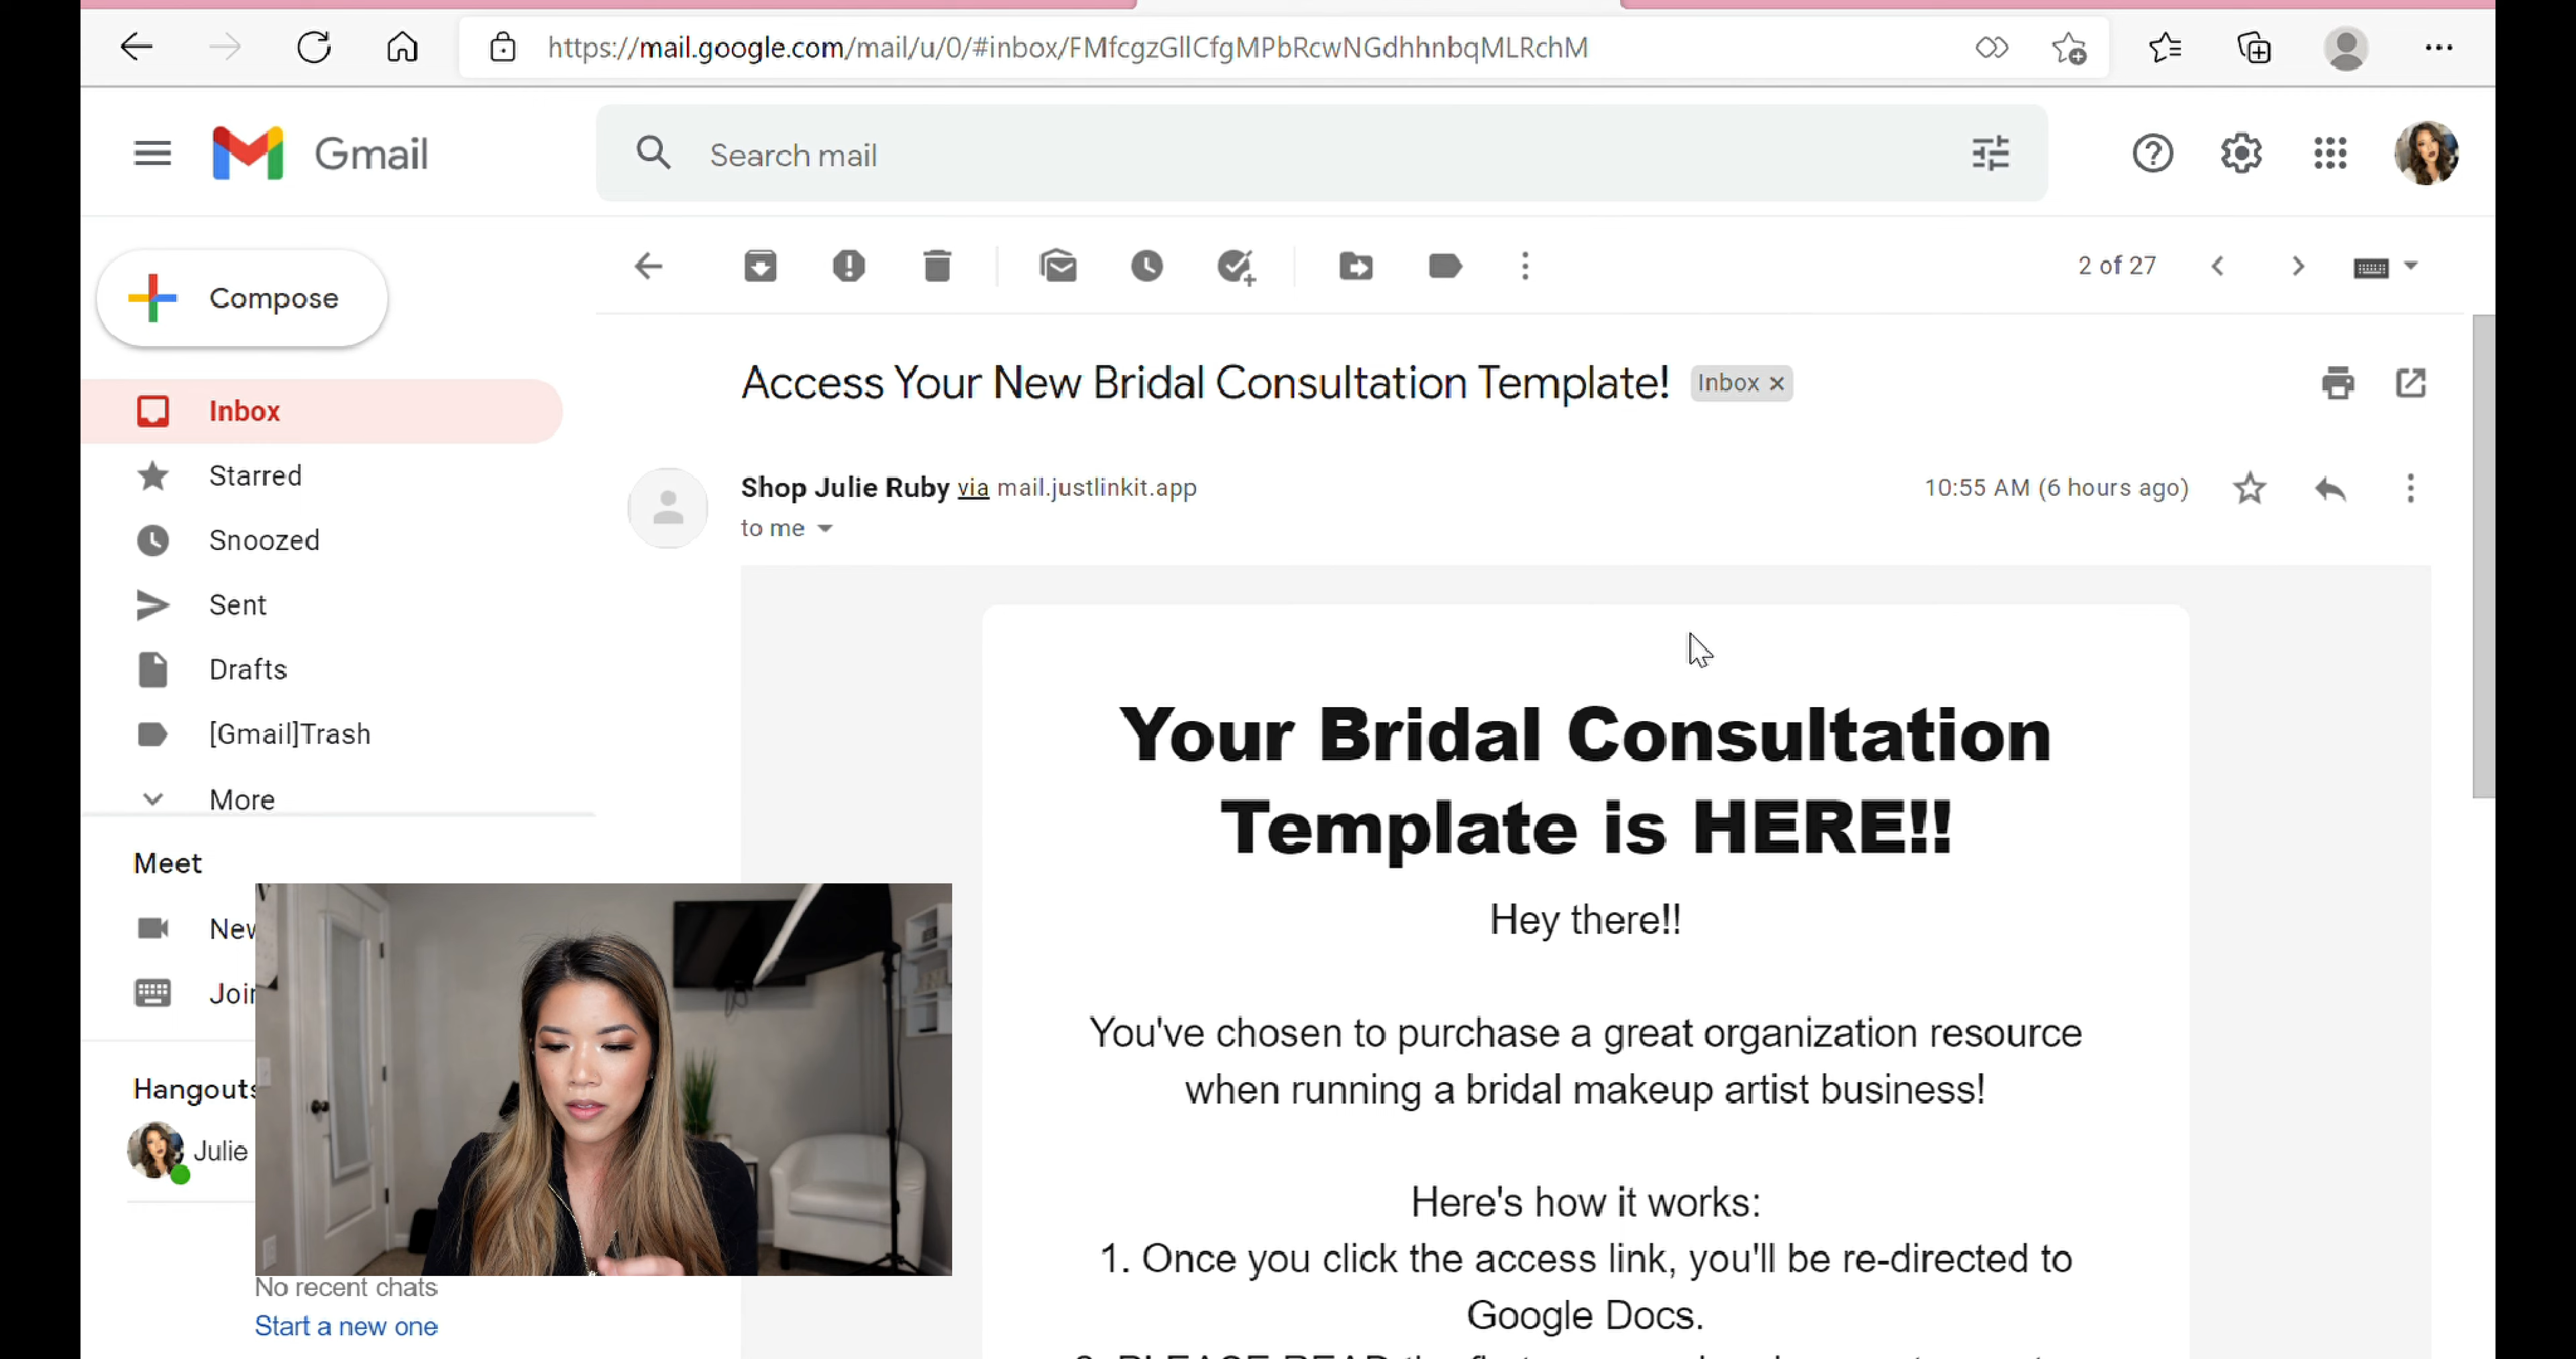 https://mail.google.com/mail/u/0/#inbox/FMfcgzGllCfgMPbRcwNGdhhnbqMLRchM
Gmail
Search mail
Compose
2 of 27
Inbox
Starred
Snoozed
Sent
Drafts
[Gmail]Trash
More
Meet
New
Join
Hangouts
Julie
No recent chats
Start a new one
Access Your New Bridal Consultation Template!
Inbox
Shop Julie Ruby via mail.justlinkit.app
10:55 AM (6 hours ago)
to me
Your Bridal Consultation
Template is HERE!!
Hey there!!
You've chosen to purchase a great organization resource
when running a bridal makeup artist business!
Here's how it works:
1. Once you click the access link, you'll be re-directed to
Google Docs.
PLEASE READ the